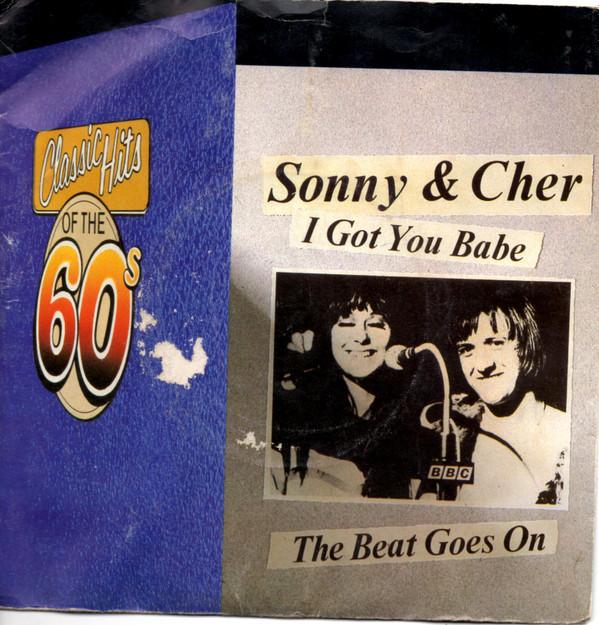 Classic Hits
OF THE
60s
Sonny & Cher
I Got You Babe
BBC
The Beat Goes On